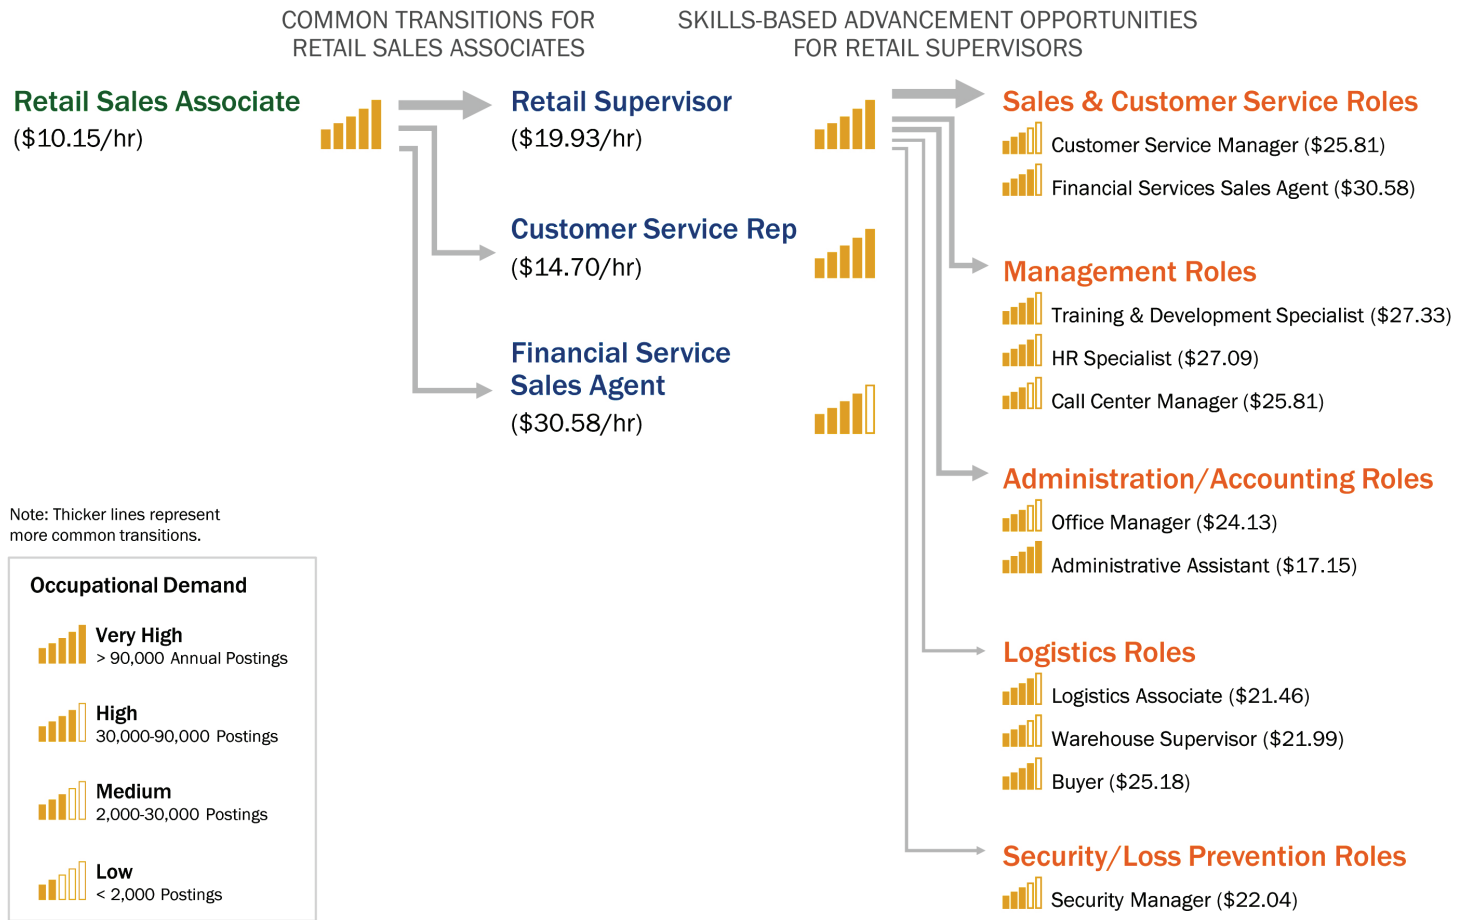 COMMON TRANSITIONS FOR
RETAIL SALES ASSOCIATES
SKILLS-BASED ADVANCEMENT OPPORTUNITIES
FOR RETAIL SUPERVISORS
Retail Sales Associate
($10.15/hr)
Retail Supervisor
($19.93/hr)
Customer Service Rep
($14.70/hr)
Financial Service
Sales Agent
($30.58/hr)
Sales & Customer Service Roles
Customer Service Manager ($25.81)
Financial Services Sales Agent ($30.58)
Management Roles
Training & Development Specialist ($27.33)
HR Specialist ($27.09)
Call Center Manager ($25.81)
Administration/Accounting Roles
Office Manager ($24.13)
Administrative Assistant ($17.15)
Logistics Roles
Logistics Associate ($21.46)
Warehouse Supervisor ($21.99)
Buyer ($25.18)
Security/Loss Prevention Roles
Security Manager ($22.04)
Note: Thicker lines represent
more common transitions.
Occupational Demand
Very High
> 90,000 Annual Postings
High
30,000-90,000 Postings
Medium
2,000-30,000 Postings
Low
< 2,000 Postings